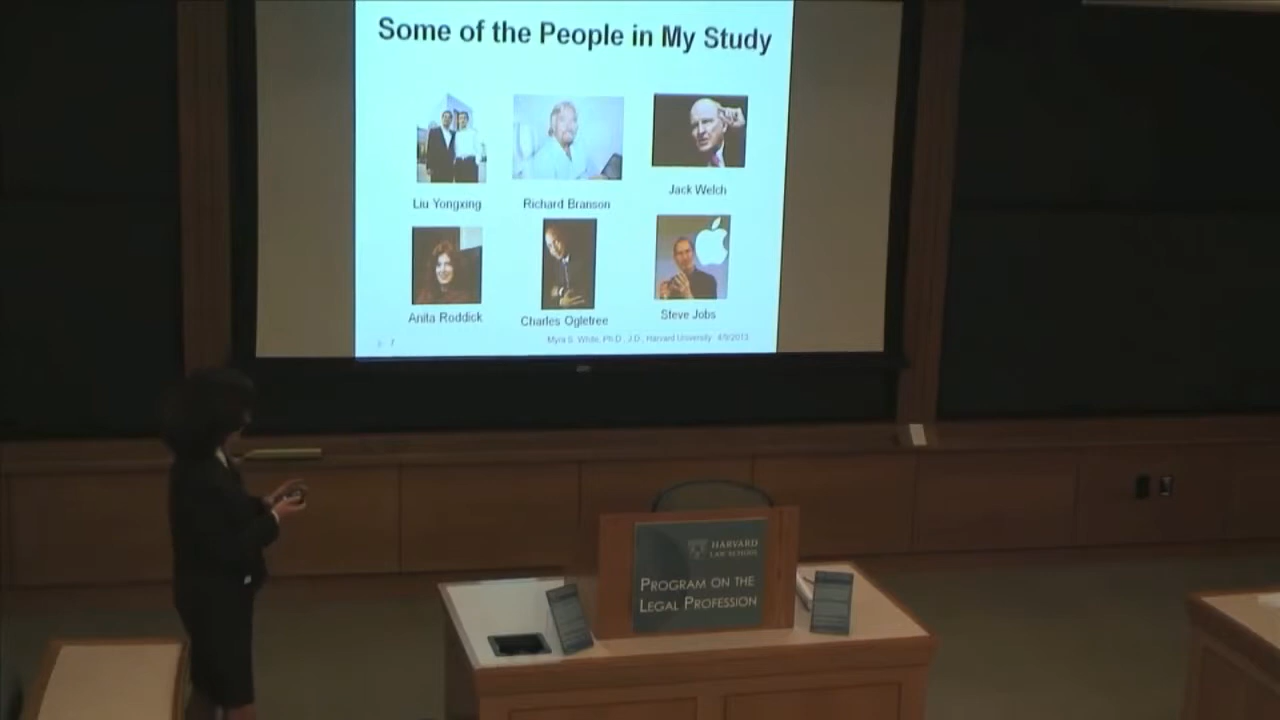 Some of the People in My Study
Liu Yongxing
Richard Branson
Jack Welch
Anita Roddick
Charles Ogletree
Steve Jobs
7
Myra S. White, Ph.D., J.D., Harvard University 4/9/2013
HARVARD
LAW SCHOOL
PROGRAM ON THE
LEGAL PROFESSION